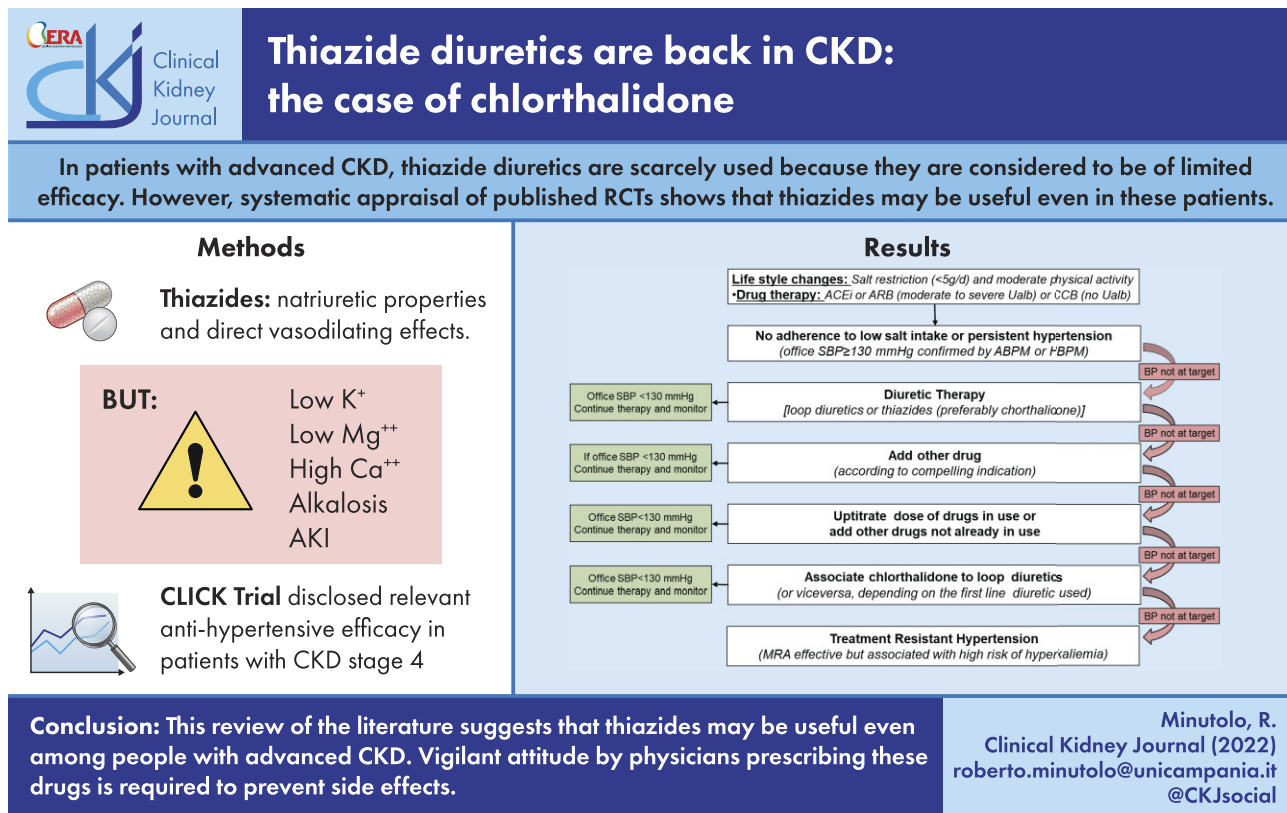 ERA
ckj
Clinical
Kidney
Journal
Thiazide diuretics are back in CKD:
the case of chlorthalidone
In patients with advanced CKD, thiazide diuretics are scarcely used because they are considered to be of limited
efficacy. However, systematic appraisal of published RCTs shows that thiazides may be useful even in these patients.
Methods
Thiazides: natriuretic properties
and direct vasodilating effects.
BUT:
!
Low K⁺
Low Mg⁺⁺
High Ca⁺⁺
Alkalosis
AKI
CLICK Trial disclosed relevant
anti-hypertensive efficacy in
patients with CKD stage 4
Results
Life style changes: Salt restriction (<5g/d) and moderate physical activity
•Drug therapy: ACEi or ARB (moderate to severe Ualb) or CCB (no Ualb)
No adherence to low salt intake or persistent hypertension
(office SBP≥130 mmHg confirmed by ABPM or HBPM)
BP not at target
Office SBP <130 mmHg
Continue therapy and monitor
Diuretic Therapy
[loop diuretics or thiazides (preferably chorthalidone)]
BP not at target
If office SBP <130 mmHg
Continue therapy and monitor
Add other drug
(according to compelling indication)
BP not at target
Office SBP<130 mmHg
Continue therapy and monitor
Uptitrate dose of drugs in use or
add other drugs not already in use
BP not at target
Office SBP<130 mmHg
Continue therapy and monitor
Associate chlorthalidone to loop diuretics
(or viceversa, depending on the first line diuretic used)
BP not at target
Treatment Resistant Hypertension
(MRA effective but associated with high risk of hyperkaliemia)
Conclusion: This review of the literature suggests that thiazides may be useful even
among people with advanced CKD. Vigilant attitude by physicians prescribing these
drugs is required to prevent side effects.
Minutolo, R.
Clinical Kidney Journal (2022)
roberto.minutolo@unicampania.it
@CKJsocial